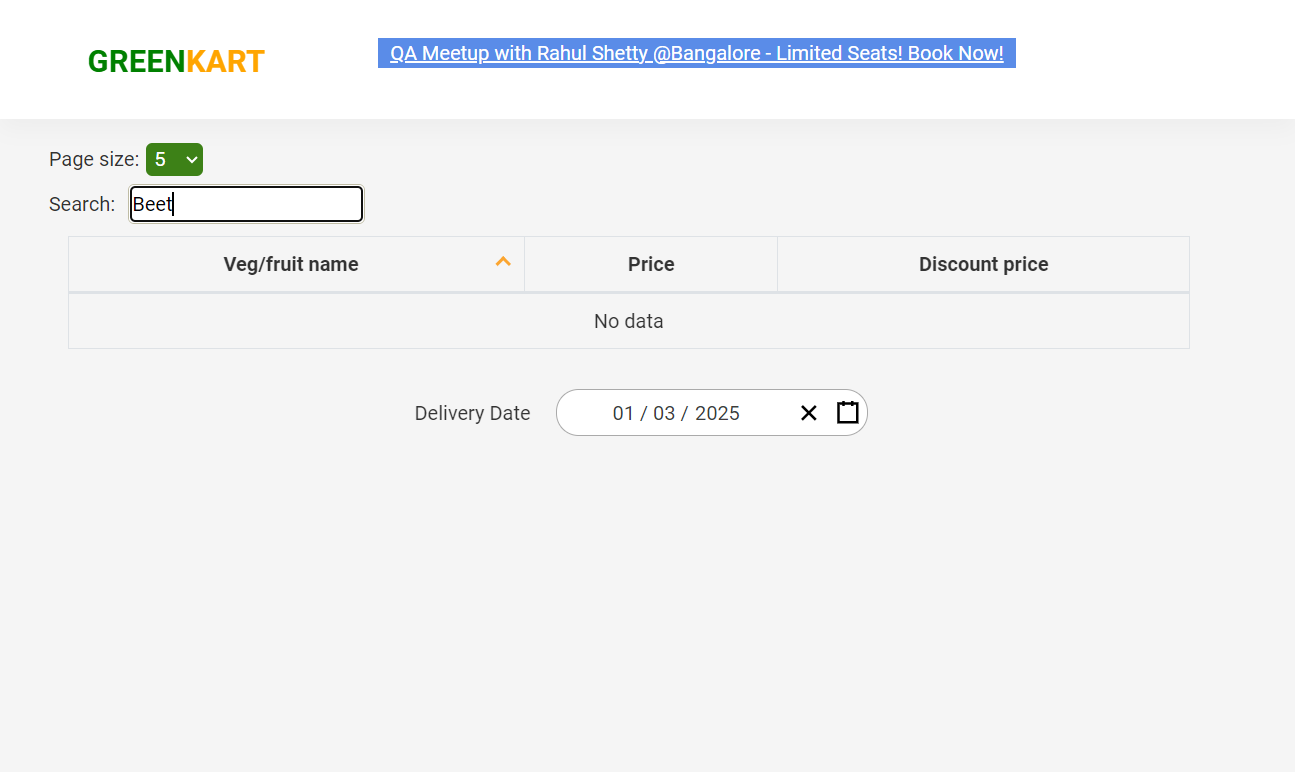 GREENKART
QA Meetup with Rahul Shetty @Bangalore - Limited Seats! Book Now!
Page size: 5
Search: Beet
Veg/fruit name Price Discount price
No data
Delivery Date 01 / 03 / 2025